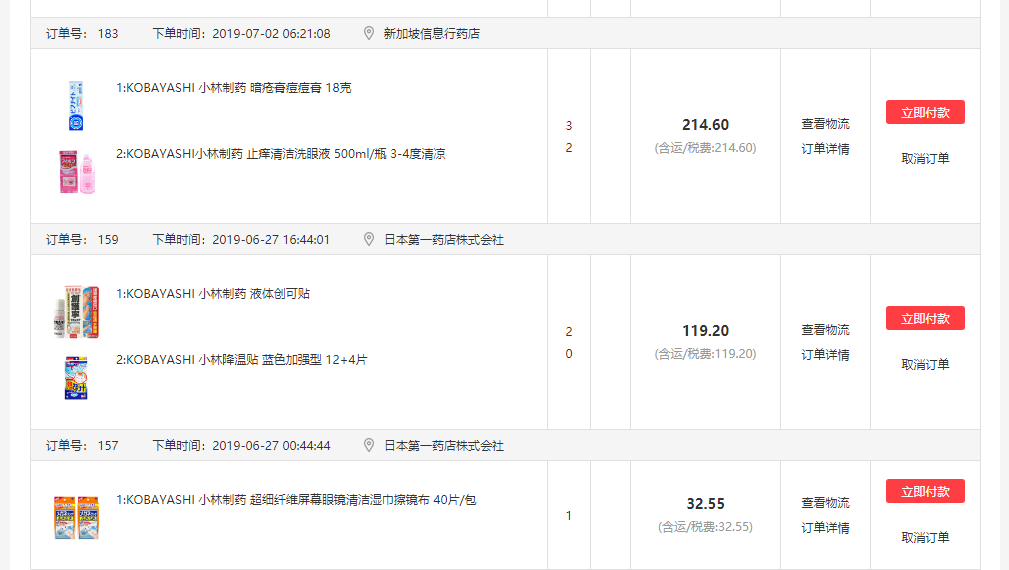 订单号： 183 下单时间：2019-07-02 06:21:08 新加坡信息行药店
1:KOBAYASHI 小林制药 暗疮膏痘痘膏 18克
2:KOBAYASHI小林制药 止痒清洁洗眼液 500ml/瓶 3-4度清凉
3
2
214.60
(含运/税费:214.60)
查看物流
订单详情
立即付款
取消订单
订单号： 159 下单时间：2019-06-27 16:44:01 日本第一药店株式会社
1:KOBAYASHI 小林制药 液体创可贴
2:KOBAYASHI 小林降温贴 蓝色加强型 12+4片
2
0
119.20
(含运/税费:119.20)
查看物流
订单详情
立即付款
取消订单
订单号： 157 下单时间：2019-06-27 00:44:44 日本第一药店株式会社
1:KOBAYASHI 小林制药 超细纤维屏幕眼镜清洁湿巾擦镜布 40片/包
1
32.55
(含运/税费:32.55)
查看物流
订单详情
立即付款
取消订单